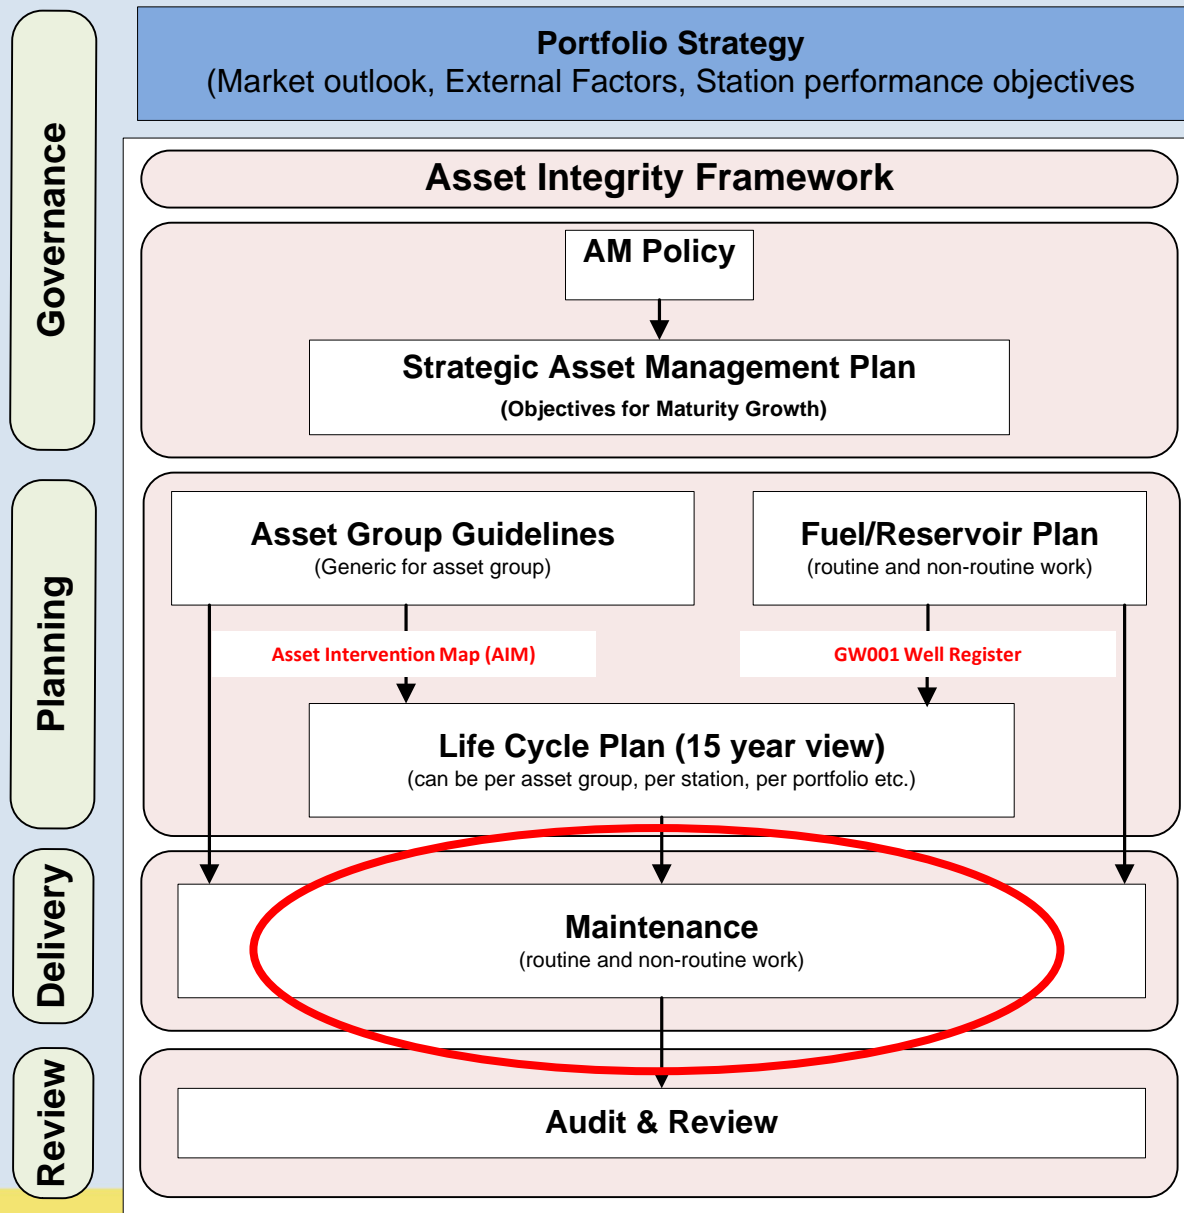 Governance
Portfolio Strategy
(Market outlook, External Factors, Station performance objectives
Asset Integrity Framework
AM Policy
Strategic Asset Management Plan
(Objectives for Maturity Growth)
Planning
Asset Group Guidelines
(Generic for asset group)
Fuel/Reservoir Plan
(routine and non-routine work)
Asset Intervention Map (AIM)
GW001 Well Register
Life Cycle Plan (15 year view)
(can be per asset group, per station, per portfolio etc.)
Delivery
Maintenance
(routine and non-routine work)
Review
Audit & Review